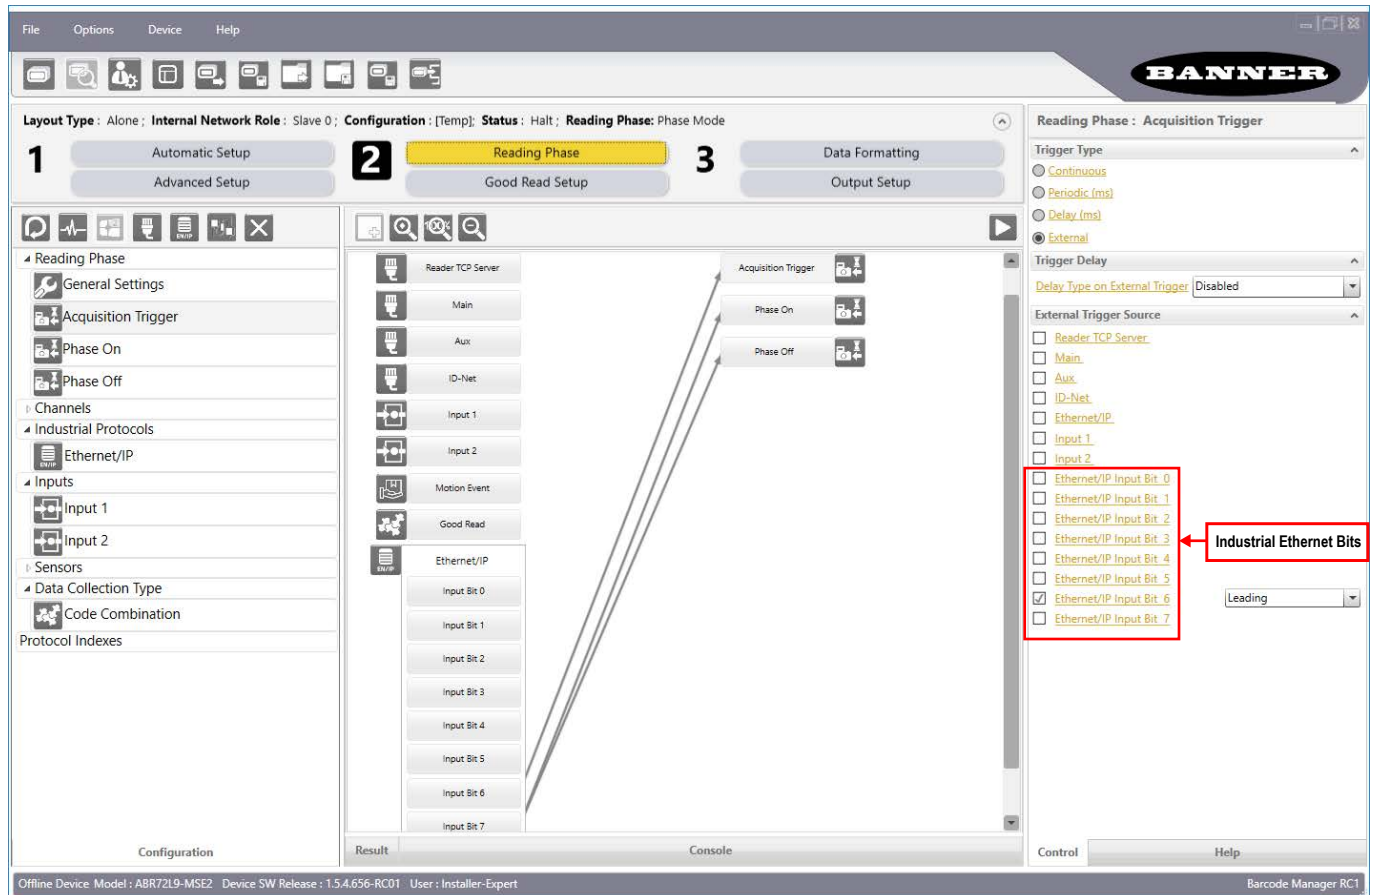 File Options Device Help
BANNER
Layout Type : Alone ; Internal Network Role : Slave 0 ; Configuration : [Temp]; Status : Halt ; Reading Phase: Phase Mode
1 Automatic Setup
Advanced Setup
2 Reading Phase
Good Read Setup
3 Data Formatting
Output Setup
Reading Phase
General Settings
Acquisition Trigger
Phase On
Phase Off
Channels
Industrial Protocols
EN/IP Ethernet/IP
Inputs
Input 1
Input 2
Sensors
Data Collection Type
Code Combination
Protocol Indexes
Configuration
100%
Reader TCP Server
Main
Aux
ID-Net
Input 1
Input 2
Motion Event
Good Read
EN/IP Ethernet/IP
Input Bit 0
Input Bit 1
Input Bit 2
Input Bit 3
Input Bit 4
Input Bit 5
Input Bit 6
Input Bit 7
Acquisition Trigger
Phase On
Phase Off
Result Console
Reading Phase : Acquisition Trigger
Trigger Type
Continuous
Periodic (ms)
Delay (ms)
External
Trigger Delay
Delay Type on External Trigger Disabled
External Trigger Source
Reader TCP Server
Main
Aux
ID-Net
Ethernet/IP
Input 1
Input 2
Ethernet/IP Input Bit 0
Ethernet/IP Input Bit 1
Ethernet/IP Input Bit 2
Ethernet/IP Input Bit 3
Ethernet/IP Input Bit 4
Ethernet/IP Input Bit 5
Ethernet/IP Input Bit 6 Leading
Ethernet/IP Input Bit 7
Industrial Ethernet Bits
Control Help
Offline Device Model : ABR72L9-MSE2 Device SW Release : 1.5.4.656-RC01 User : Installer-Expert
Barcode Manager RC1